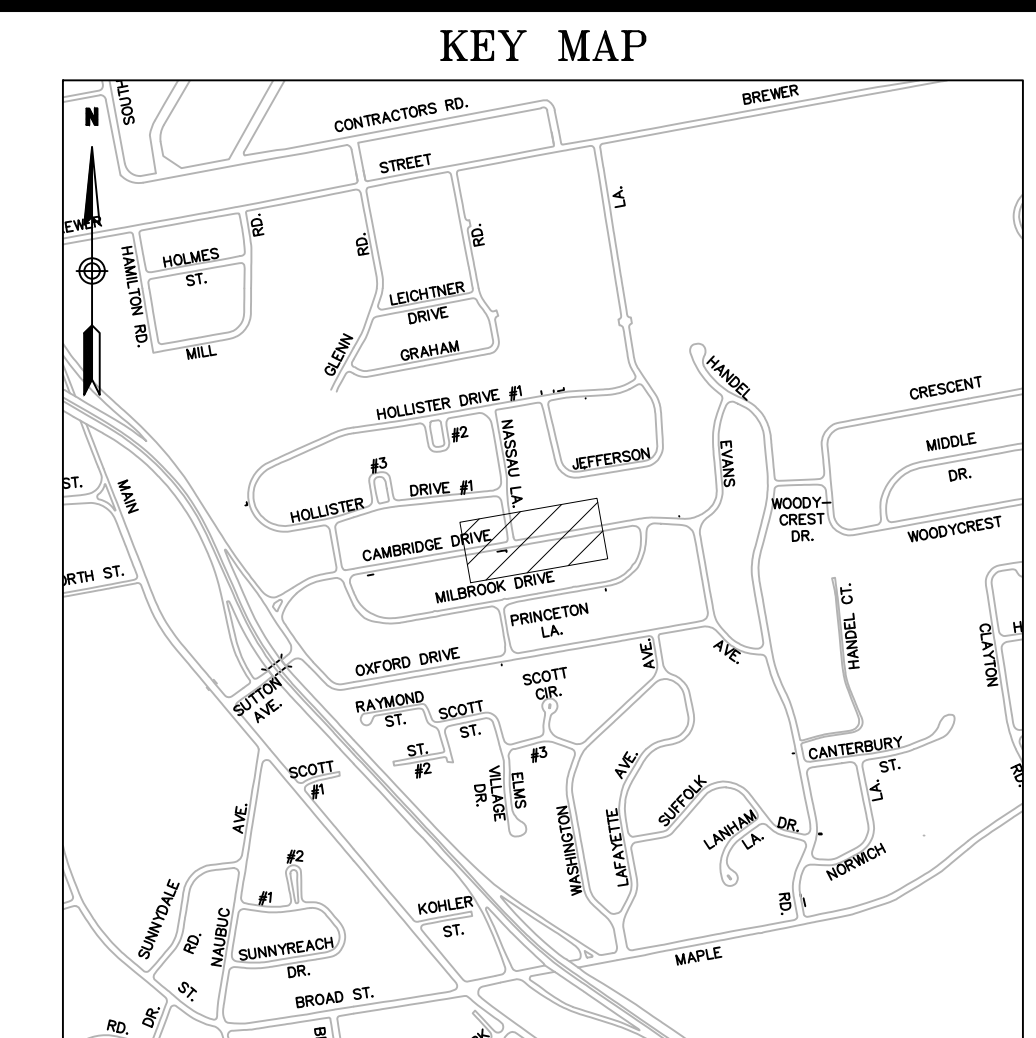 KEY MAP
SOUTH
N
CONTRACTORS RD.
BREWER
STREET
LA.
EWER
RD.
RD.
RD.
HAMILTON RD.
HOLMES
ST.
LEICHTNER
DRIVE
GLENN
GRAHAM
MILL
HANDEL
CRESCENT
HOLLISTER DRIVE #1
#2
NASSAU LA.
MIDDLE
DR.
#3
JEFFERSON
EVANS
ST.
MAIN
DRIVE #1
HOLLISTER
WOODY-
CREST
DR.
WOODYCREST
CAMBRIDGE DRIVE
ORTH ST.
MILBROOK DRIVE
PRINCETON
LA.
HANDEL CT.
H
CLAYTON
OXFORD DRIVE
AVE.
AVE.
SUTTON
AVE.
RAYMOND
ST.
SCOTT
ST.
SCOTT
CIR.
ST.
#2
#3
CANTERBURY
ST.
SCOTT
#1
VILLAGE
DR.
ELMS
AVE.
LA.
RD.
AVE.
SUFFOLK
LANHAM
LA.
DR.
WASHINGTON
LAFAYETTE
NORWICH
#2
SUNNYDALE
RD.
#1
RD.
KOHLER
ST.
NAUBUC
SUNNYREACH
DR.
MAPLE
ST.
BROAD ST.
RD.
DR.